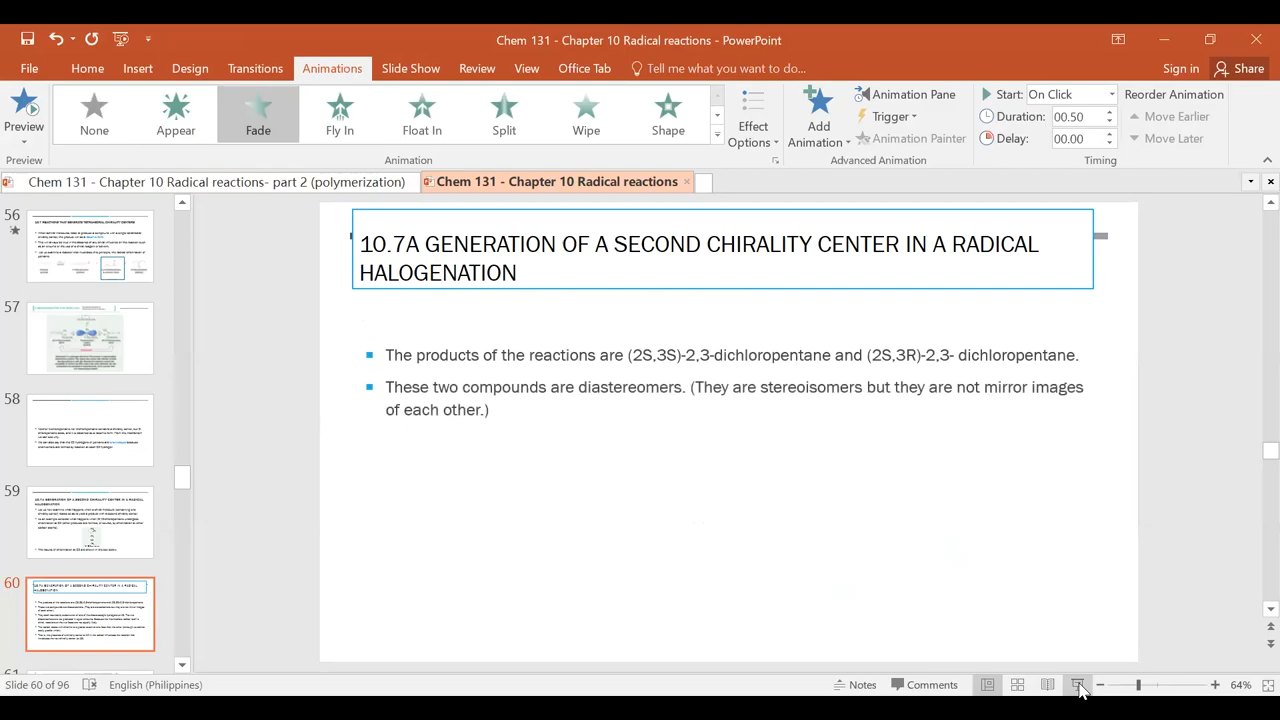 Chem 131 - Chapter 10 Radical reactions - PowerPoint
File Home Insert Design Transitions Animations Slide Show Review View Office Tab Tell me what you want to do... Sign in Share
Preview
None Appear Fade Fly In Float In Split Wipe Shape
Effect Options
Add Animation
Animation Pane
Trigger
Animation Painter
Start: On Click
Duration: 00.50
Delay: 00.00
Reorder Animation
Move Earlier
Move Later
Preview Animation Advanced Animation Timing
Chem 131 - Chapter 10 Radical reactions- part 2 (polymerization) Chem 131 - Chapter 10 Radical reactions
56
57
58
59
60
61
10.7A GENERATION OF A SECOND CHIRALITY CENTER IN A RADICAL
HALOGENATION
The products of the reactions are (2S,3S)-2,3-dichloropentane and (2S,3R)-2,3- dichloropentane.
These two compounds are diastereomers. (They are stereoisomers but they are not mirror images
of each other.)
Slide 60 of 96 English (Philippines) Notes Comments 64%